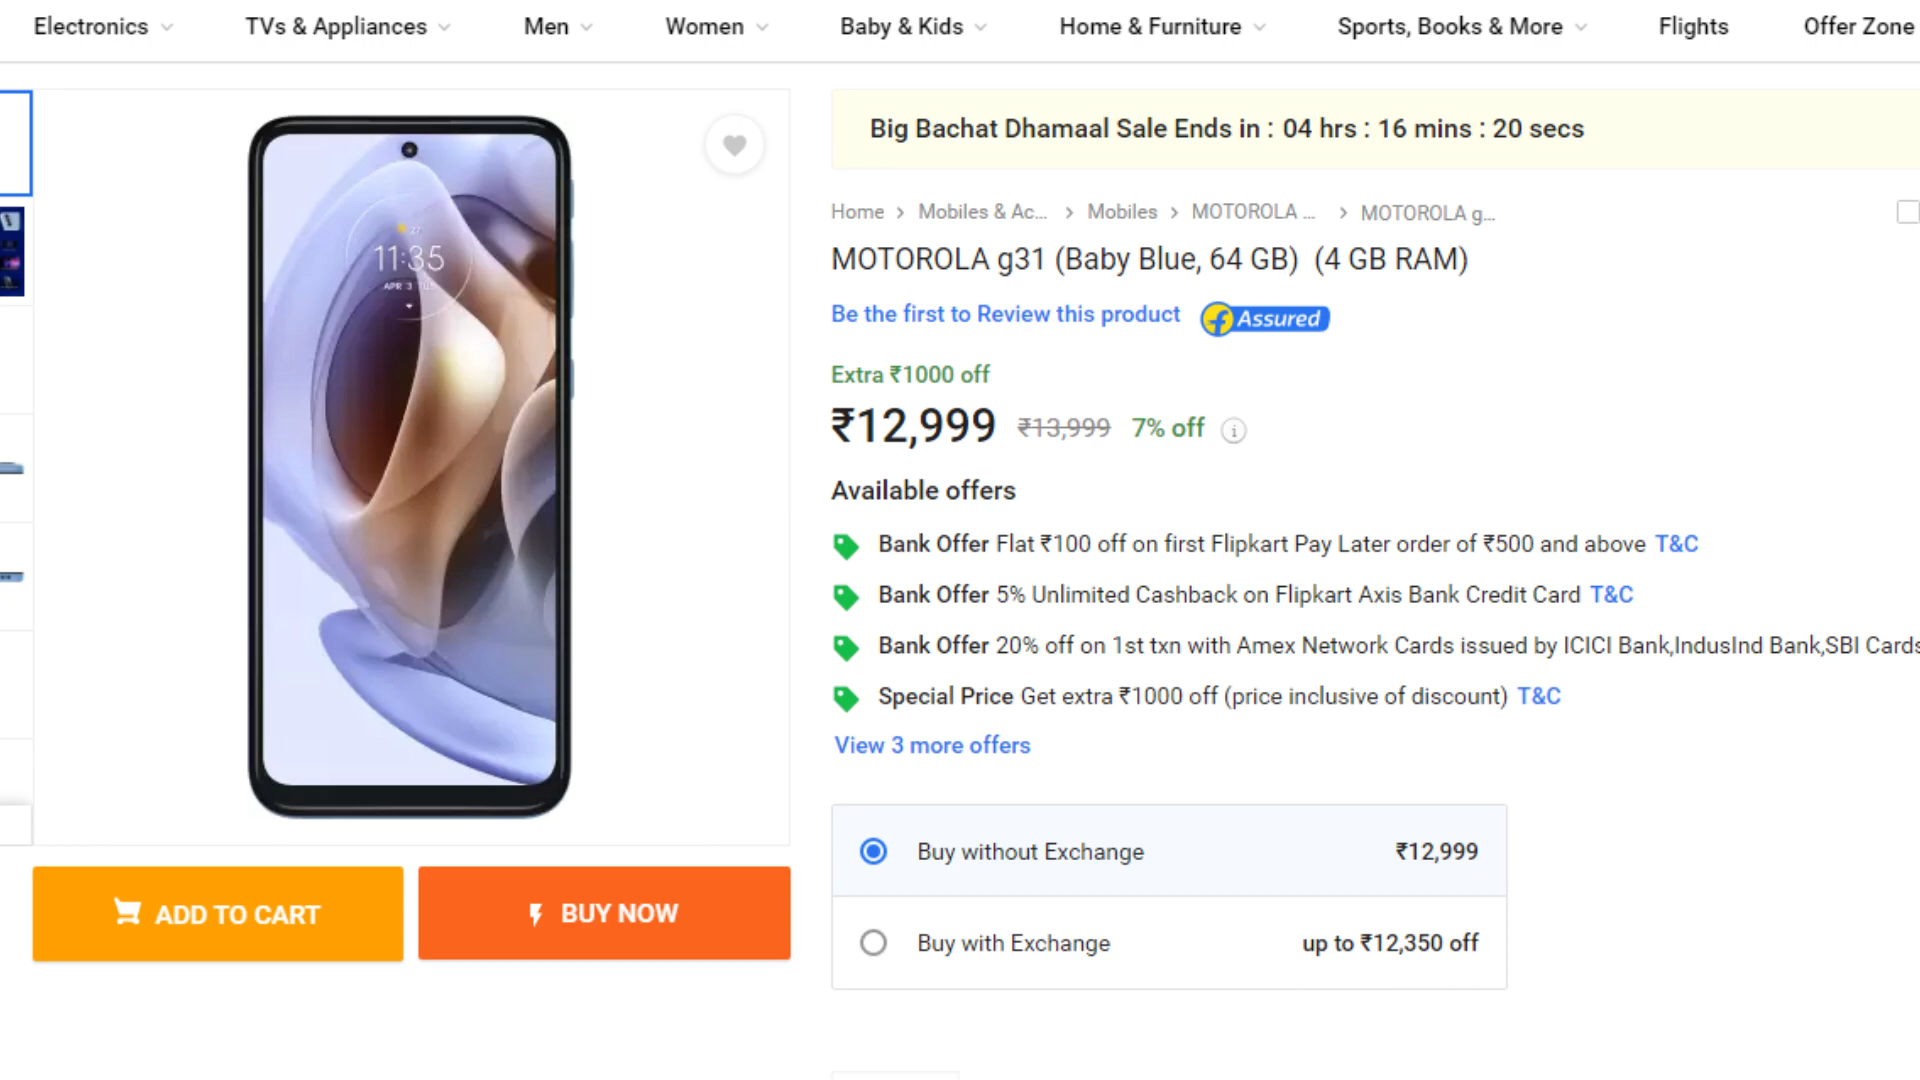 Electronics TVs & Appliances Men Women Baby & Kids Home & Furniture Sports, Books & More Flights Offer Zone
Big Bachat Dhamaal Sale Ends in : 04 hrs : 16 mins : 20 secs
Home > Mobiles & Ac... > Mobiles > MOTOROLA ... > MOTOROLA g...
MOTOROLA g31 (Baby Blue, 64 GB) (4 GB RAM)
Be the first to Review this product Assured
Extra ₹1000 off
₹12,999 ₹13,999 7% off
Available offers
Bank Offer Flat ₹100 off on first Flipkart Pay Later order of ₹500 and above T&C
Bank Offer 5% Unlimited Cashback on Flipkart Axis Bank Credit Card T&C
Bank Offer 20% off on 1st txn with Amex Network Cards issued by ICICI Bank,IndusInd Bank,SBI Cards
Special Price Get extra ₹1000 off (price inclusive of discount) T&C
View 3 more offers
Buy without Exchange ₹12,999
Buy with Exchange up to ₹12,350 off
11:35
APR 3
ADD TO CART
BUY NOW